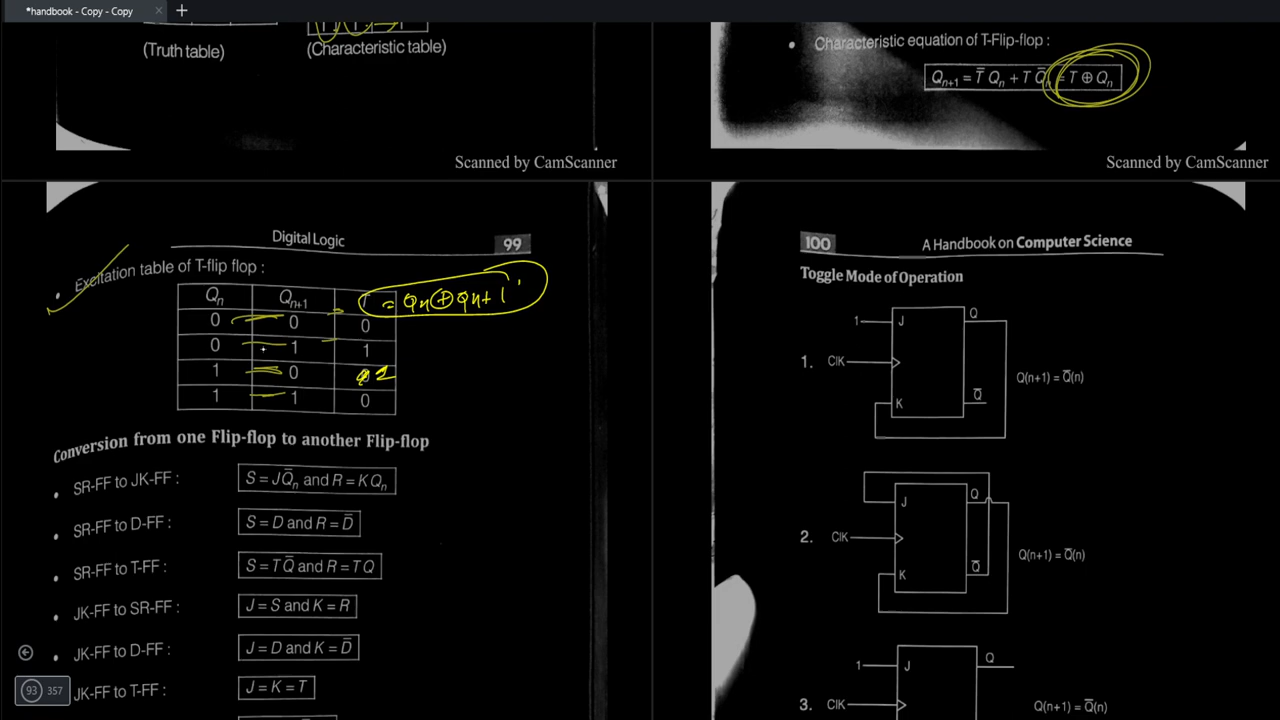 *handbook - Copy - Copy × +
(Truth table)
(Characteristic table)
• Characteristic equation of T-Flip-flop :
Qn+1 = T̅ Qn + T Q̅n = T ⊕ Qn
Scanned by CamScanner
Scanned by CamScanner
Digital Logic 99
• Excitation table of T-flip flop :
Qn Qn+1 T = Qn ⊕ Qn+1
0 0 0
0 1 1
1 0 1
1 1 0
Conversion from one Flip-flop to another Flip-flop
• SR-FF to JK-FF : S = JQ̅n and R = KQn
• SR-FF to D-FF : S = D and R = D̅
• SR-FF to T-FF : S = TQ̅ and R = TQ
• JK-FF to SR-FF : J = S and K = R
• JK-FF to D-FF : J = D and K = D̅
JK-FF to T-FF : J = K = T
93 357
100 A Handbook on Computer Science
Toggle Mode of Operation
1. 1 J Q
ClK
K Q̅
Q(n+1) = Q̅(n)
2. J Q
ClK
K Q̅
Q(n+1) = Q̅(n)
3. 1 J Q
ClK
Q(n+1) = Q̅(n)